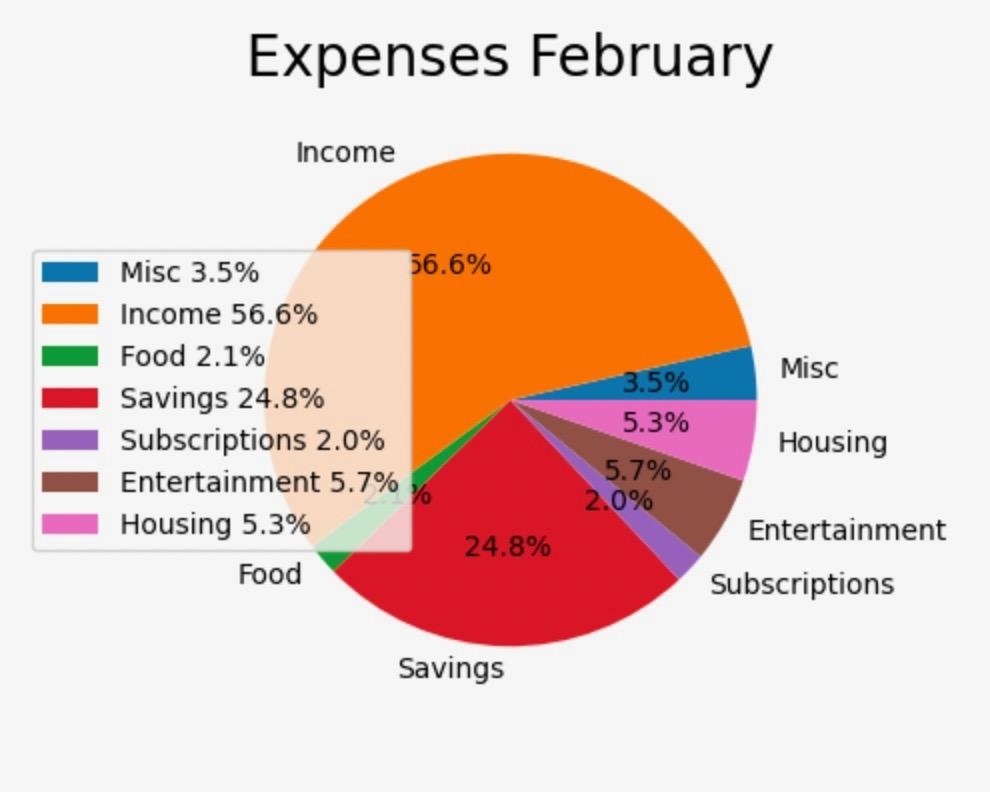 Expenses February
Income
56.6%
Misc 3.5%
Income 56.6%
Food 2.1%
Savings 24.8%
Subscriptions 2.0%
Entertainment 5.7%
Housing 5.3%
Misc
3.5%
5.3%
Housing
5.7%
2.1%
2.0%
Entertainment
24.8%
Food
Subscriptions
Savings